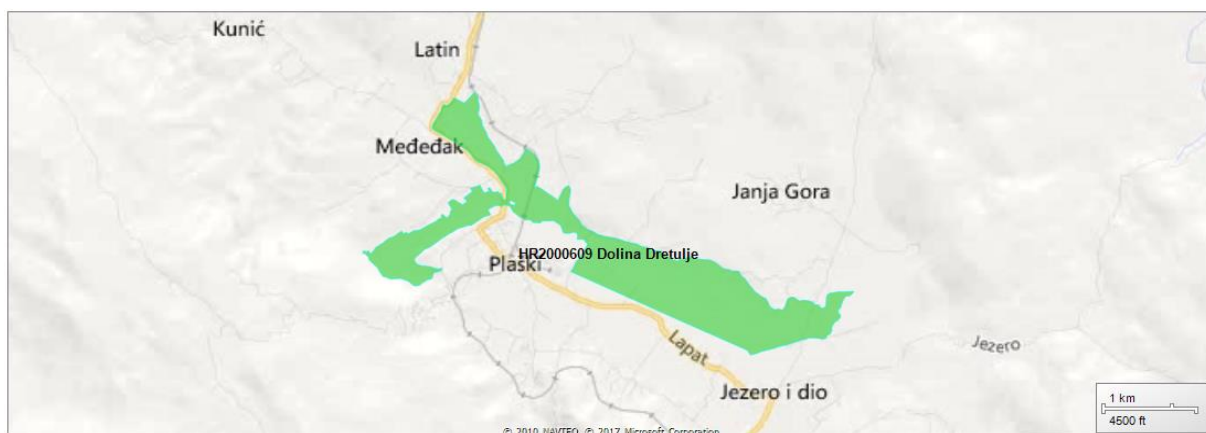 Kunić
Latin
Međeđak
Janja Gora
HR2000609 Dolina Dretulje
Plaški
Lapat
Jezero
Jezero i dio
1 km
4500 ft
© 2010 NAVTEQ © 2017 Microsoft Corporation